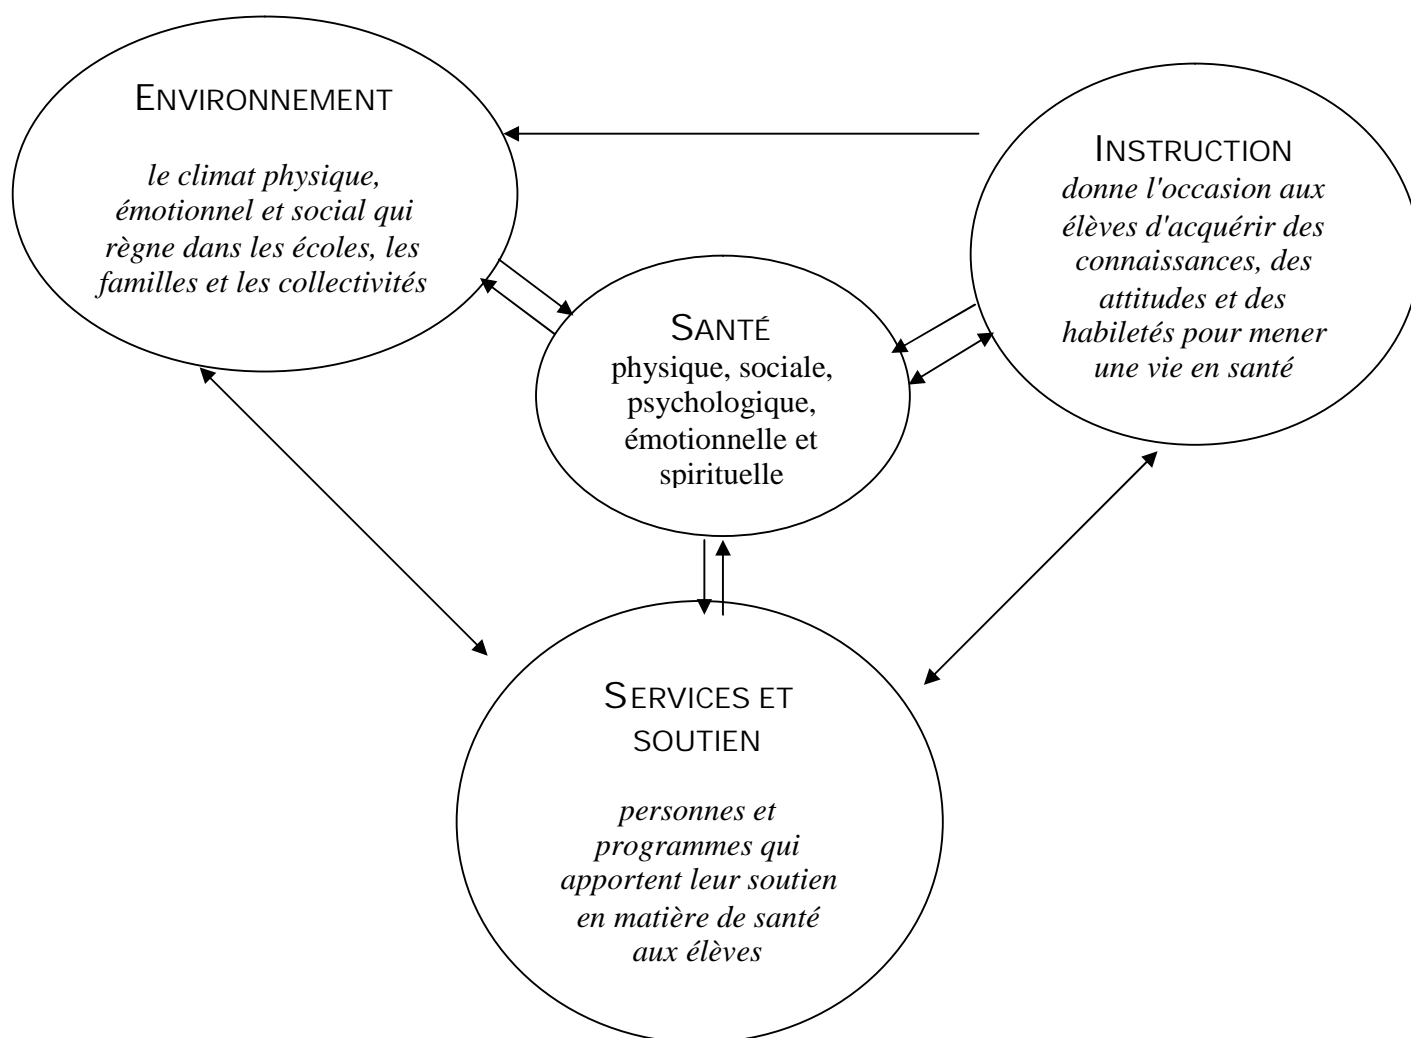 ENVIRONNEMENT
le climat physique,
émotionnel et social qui
règne dans les écoles, les
familles et les collectivités
INSTRUCTION
donne l'occasion aux
élèves d'acquérir des
connaissances, des
attitudes et des
habiletés pour mener
une vie en santé
SANTÉ
physique, sociale,
psychologique,
émotionnelle et
spirituelle
SERVICES ET
SOUTIEN
personnes et
programmes qui
apportent leur soutien
en matière de santé
aux élèves